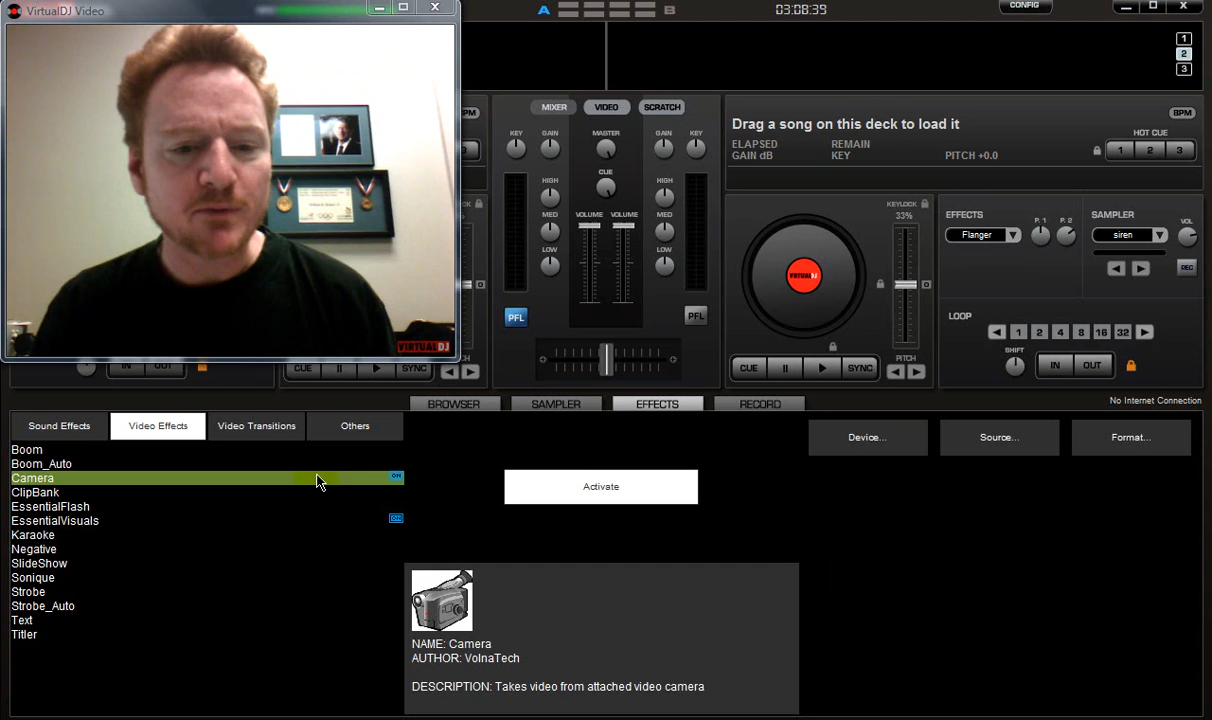 VirtualDJ Video
A
B
03:08:39
CONFIG
1
2
3
VIRTUALDJ
MIXER
VIDEO
SCRATCH
KEY
GAIN
MASTER
GAIN
KEY
CUE
HIGH
HIGH
MED
VOLUME
VOLUME
MED
LOW
LOW
PFL
PFL
BPM
Drag a song on this deck to load it
ELAPSED
REMAIN
GAIN dB
KEY
PITCH +0.0
BPM
HOT CUE
1
2
3
KEYLOCK
33%
VIRTUALDJ
CUE
SYNC
PITCH
EFFECTS
P. 1
P. 2
Flanger
SAMPLER
VOL
siren
REC
LOOP
1
2
4
8
16
32
SHIFT
IN
OUT
IN
OUT
CUE
SYNC
PITCH
No Internet Connection
BROWSER
SAMPLER
EFFECTS
RECORD
Sound Effects
Video Effects
Video Transitions
Others
Device...
Source...
Format...
Boom
Boom_Auto
Camera
ON
ClipBank
EssentialFlash
EssentialVisuals
ON
Karaoke
Negative
SlideShow
Sonique
Strobe
Strobe_Auto
Text
Titler
Activate
NAME: Camera
AUTHOR: VolnaTech
DESCRIPTION: Takes video from attached video camera